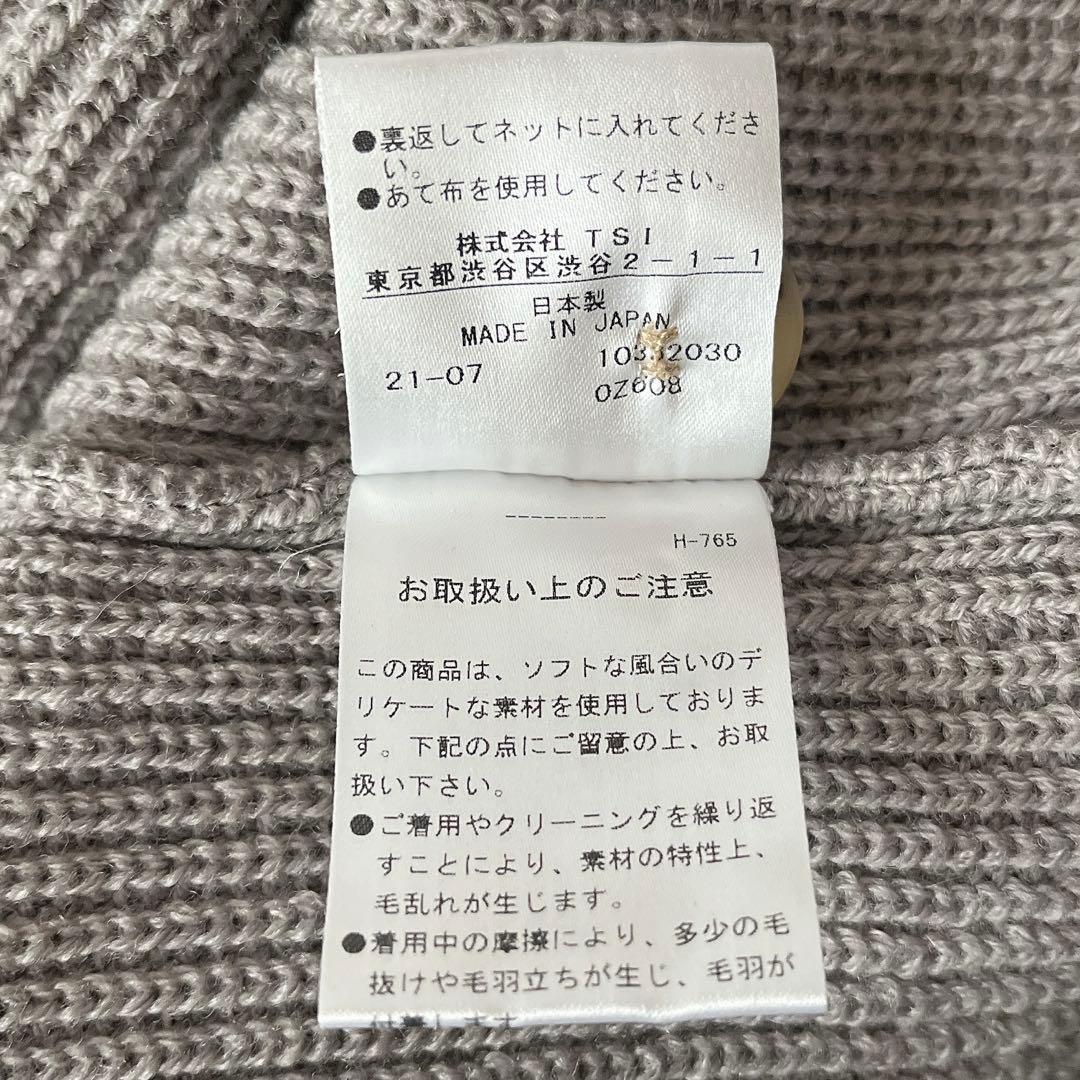 ●裏返してネットに入れてくださ
い。
●あて布を使用してください。
株式会社 TSI
東京都渋谷区渋谷2-1-1
日本製
MADE IN JAPAN
21-07
0Z608
--------
H-765
お取扱い上のご注意
この商品は、ソフトな風合いのデ
リケートな素材を使用しておりま
す。下記の点にご留意の上、お取
扱い下さい。
●ご着用やクリーニングを繰り返
すことにより、素材の特性上、
毛乱れが生じます。
●着用中の摩擦により、多少の毛
抜けや毛羽立ちが生じ、毛羽が